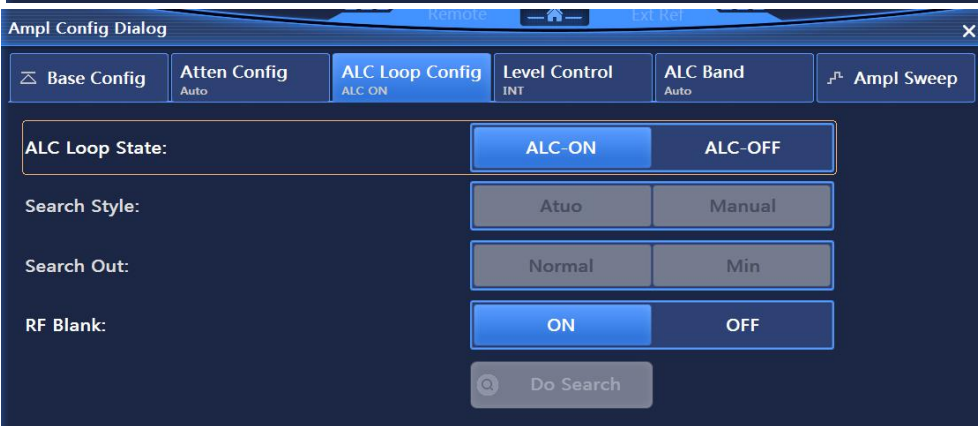 Remote Ext Ref
Ampl Config Dialog
Base Config
Atten Config
Auto
ALC Loop Config
ALC ON
Level Control
INT
ALC Band
Auto
Ampl Sweep
ALC Loop State: ALC-ON ALC-OFF
Search Style: Atuo Manual
Search Out: Normal Min
RF Blank: ON OFF
Do Search